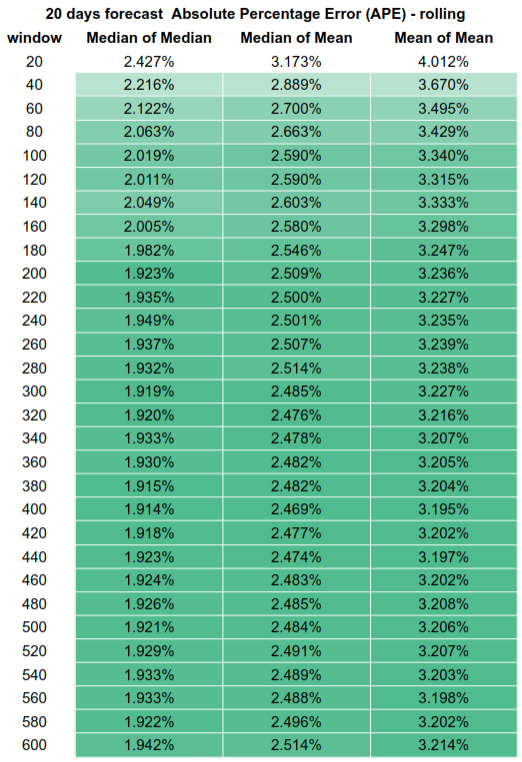 20 days forecast  Absolute Percentage Error (APE) - rolling
window Median of Median Median of Mean Mean of Mean
20 2.427% 3.173% 4.012%
40 2.216% 2.889% 3.670%
60 2.122% 2.700% 3.495%
80 2.063% 2.663% 3.429%
100 2.019% 2.590% 3.340%
120 2.011% 2.590% 3.315%
140 2.049% 2.603% 3.333%
160 2.005% 2.580% 3.298%
180 1.982% 2.546% 3.247%
200 1.923% 2.509% 3.236%
220 1.935% 2.500% 3.227%
240 1.949% 2.501% 3.235%
260 1.937% 2.507% 3.239%
280 1.932% 2.514% 3.238%
300 1.919% 2.485% 3.227%
320 1.920% 2.476% 3.216%
340 1.933% 2.478% 3.207%
360 1.930% 2.482% 3.205%
380 1.915% 2.482% 3.204%
400 1.914% 2.469% 3.195%
420 1.918% 2.477% 3.202%
440 1.923% 2.474% 3.197%
460 1.924% 2.483% 3.202%
480 1.926% 2.485% 3.208%
500 1.921% 2.484% 3.206%
520 1.929% 2.491% 3.207%
540 1.933% 2.489% 3.203%
560 1.933% 2.488% 3.198%
580 1.922% 2.496% 3.202%
600 1.942% 2.514% 3.214%